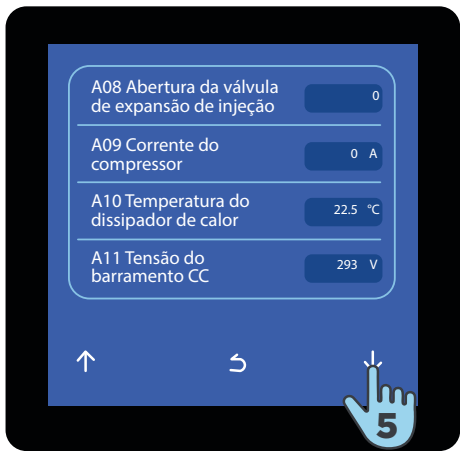 A08 Abertura da válvula
de expansão de injeção
0
A09 Corrente do
compressor
0 A
A10 Temperatura do
dissipador de calor
22.5 °C
A11 Tensão do
barramento CC
293 V
5